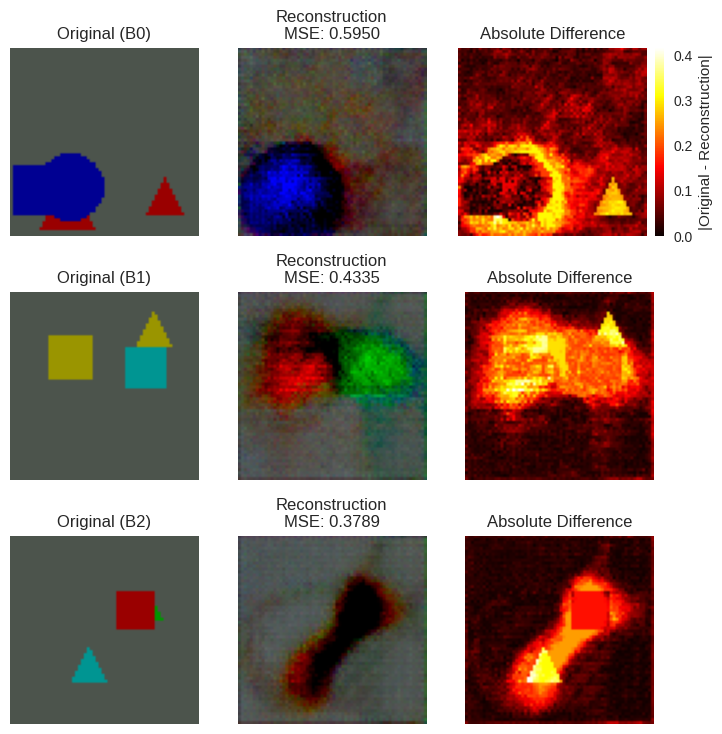 Original (B0)
Reconstruction
MSE: 0.5950
Absolute Difference
0.4
0.3
0.2
0.1
0.0
|Original - Reconstruction|
Original (B1)
Reconstruction
MSE: 0.4335
Absolute Difference
Original (B2)
Reconstruction
MSE: 0.3789
Absolute Difference